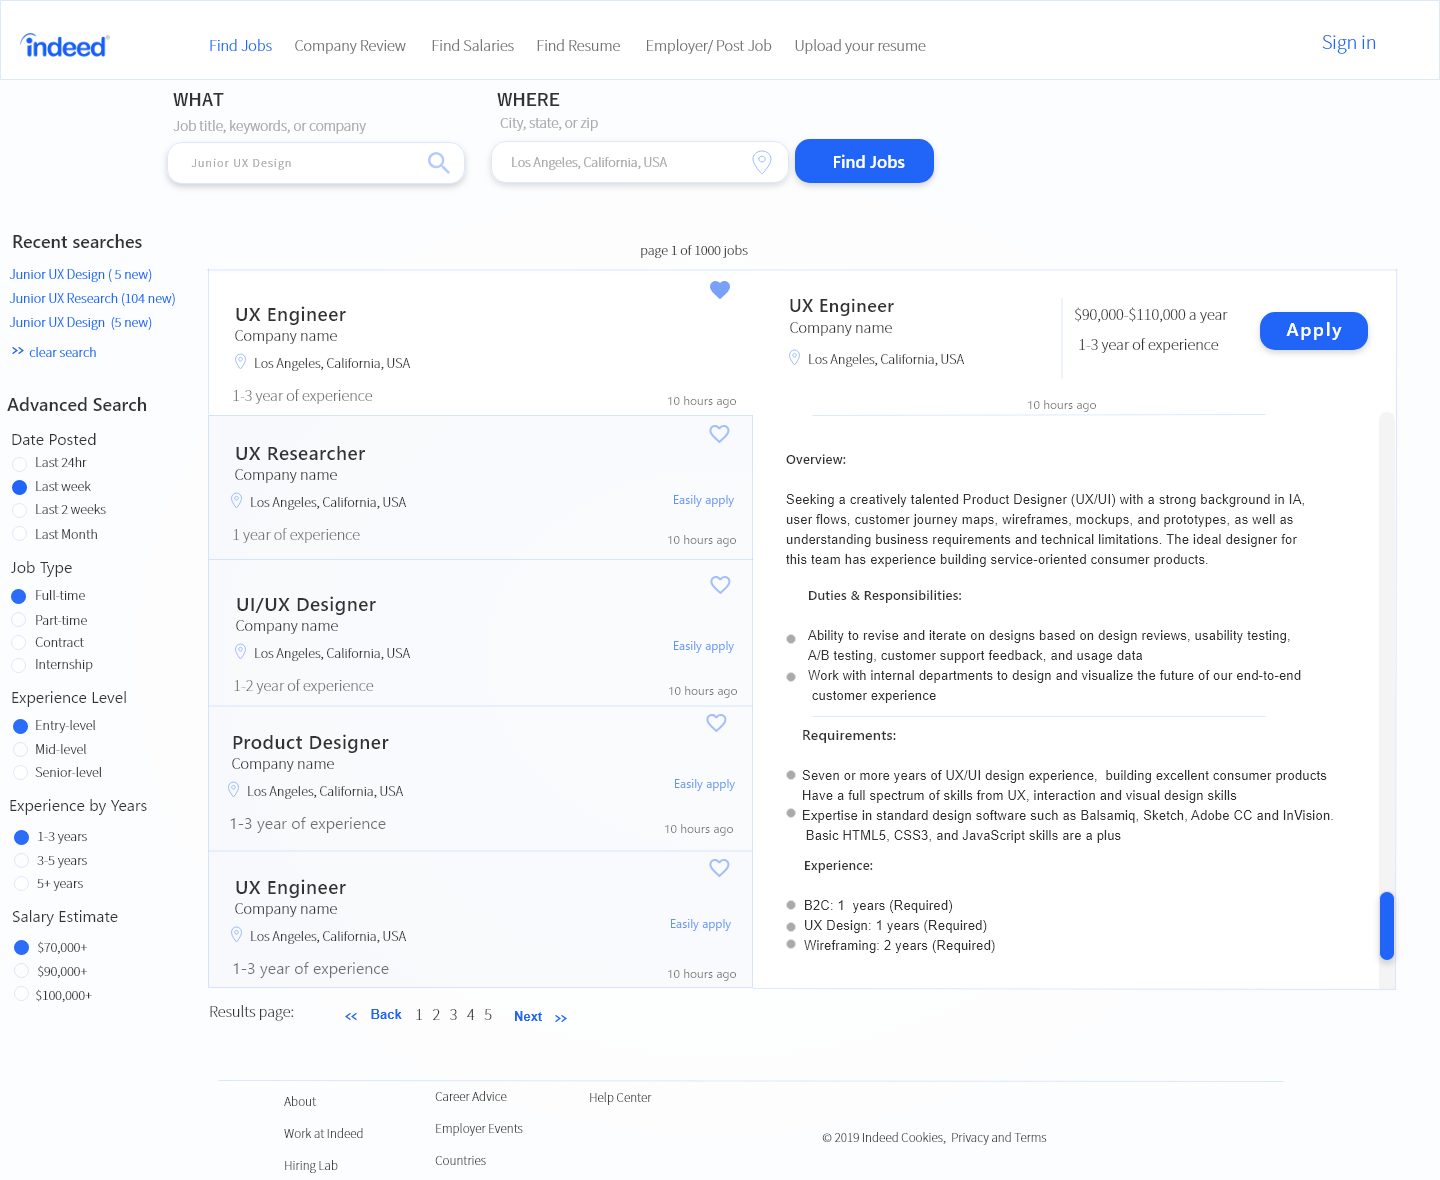 indeed
Find Jobs
Company Review
Find Salaries
Find Resume
Employer/ Post Job
Upload your resume
Sign in
WHAT
Job title, keywords, or company
Junior UX Design
WHERE
City, state, or zip
Los Angeles, California, USA
Find Jobs
Recent searches
Junior UX Design ( 5 new)
Junior UX Research (104 new)
Junior UX Design (5 new)
>> clear search
Advanced Search
Date Posted
Last 24hr
Last week
Last 2 weeks
Last Month
Job Type
Full-time
Part-time
Contract
Internship
Experience Level
Entry-level
Mid-level
Senior-level
Experience by Years
1-3 years
3-5 years
5+ years
Salary Estimate
$70,000+
$90,000+
$100,000+
page 1 of 1000 jobs
UX Engineer
Company name
Los Angeles, California, USA
1-3 year of experience
10 hours ago
UX Researcher
Company name
Los Angeles, California, USA
Easily apply
1 year of experience
10 hours ago
UI/UX Designer
Company name
Los Angeles, California, USA
Easily apply
1-2 year of experience
10 hours ago
Product Designer
Company name
Los Angeles, California, USA
Easily apply
1-3 year of experience
10 hours ago
UX Engineer
Company name
Los Angeles, California, USA
Easily apply
1-3 year of experience
10 hours ago
UX Engineer
Company name
Los Angeles, California, USA
$90,000-$110,000 a year
1-3 year of experience
Apply
10 hours ago
Overview:
Seeking a creatively talented Product Designer (UX/UI) with a strong background in IA,
user flows, customer journey maps, wireframes, mockups, and prototypes, as well as
understanding business requirements and technical limitations. The ideal designer for
this team has experience building service-oriented consumer products.
Duties & Responsibilities:
Ability to revise and iterate on designs based on design reviews, usability testing,
A/B testing, customer support feedback, and usage data
Work with internal departments to design and visualize the future of our end-to-end
customer experience
Requirements:
Seven or more years of UX/UI design experience, building excellent consumer products
Have a full spectrum of skills from UX, interaction and visual design skills
Expertise in standard design software such as Balsamiq, Sketch, Adobe CC and InVision.
Basic HTML5, CSS3, and JavaScript skills are a plus
Experience:
B2C: 1 years (Required)
UX Design: 1 years (Required)
Wireframing: 2 years (Required)
Results page:
<< Back 1 2 3 4 5 Next >>
About
Work at Indeed
Hiring Lab
Career Advice
Employer Events
Countries
Help Center
© 2019 Indeed Cookies, Privacy and Terms